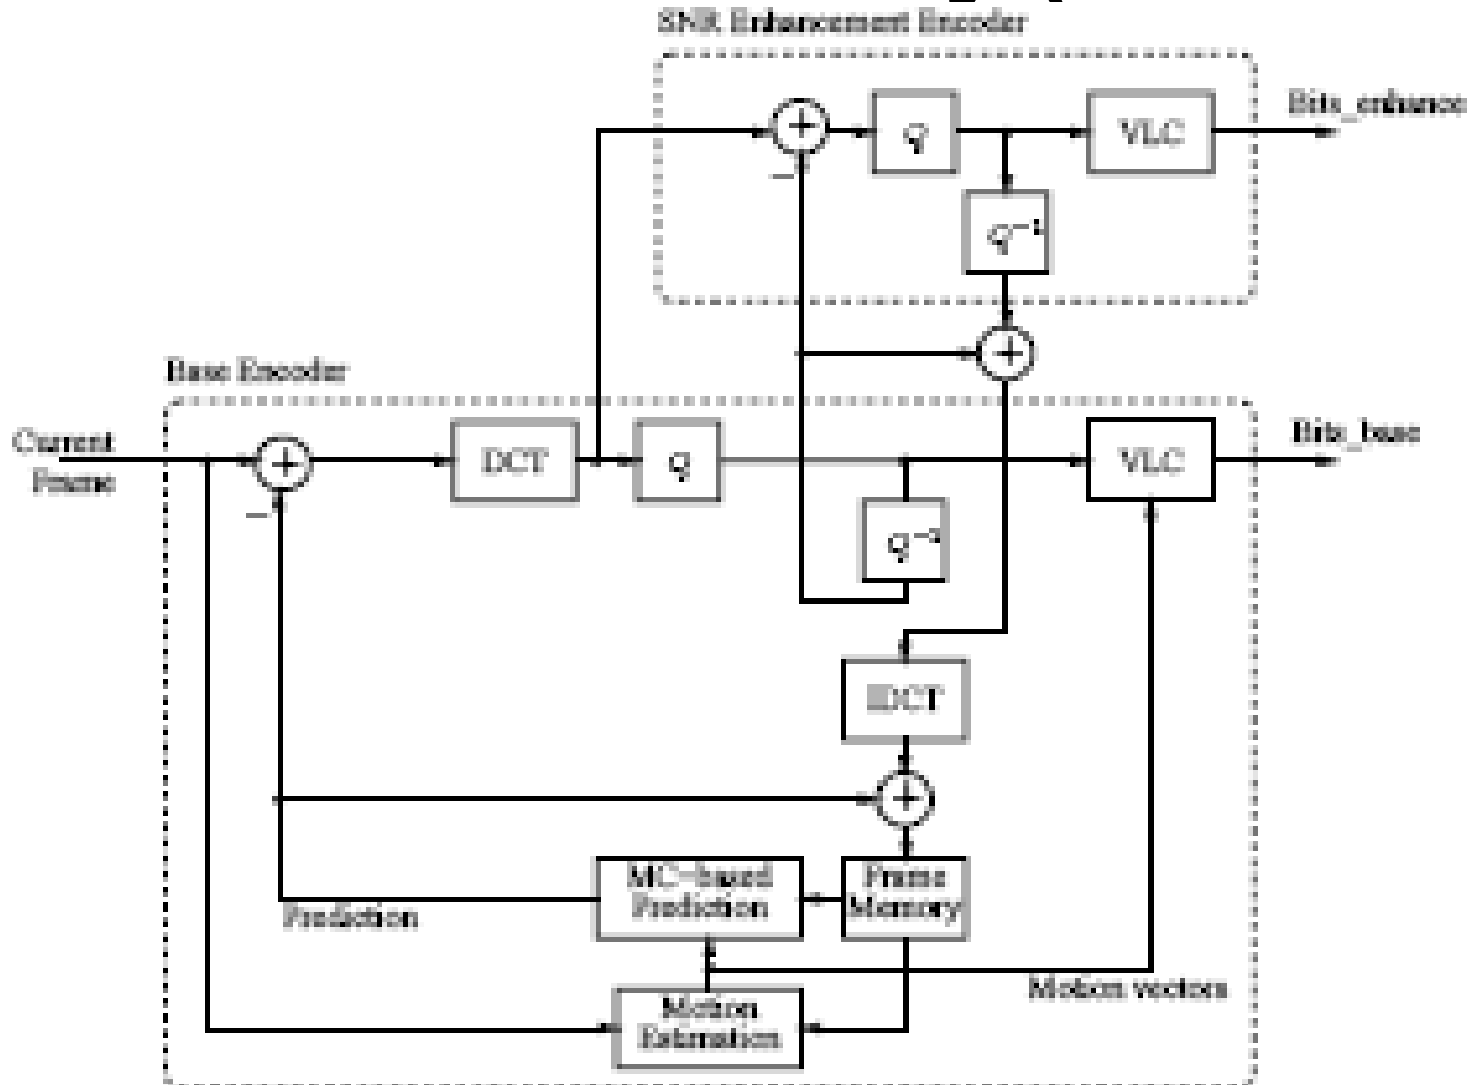 SNR Enhancement Encoder
Bits_enhance
+
Q
VLC
−
Q⁻¹
+
Base Encoder
Current
Frame
+
DCT
Q
VLC
Bits_base
−
Q⁻¹
IDCT
+
MC-based
Prediction
Frame
Memory
Prediction
Motion vectors
Motion
Estimation